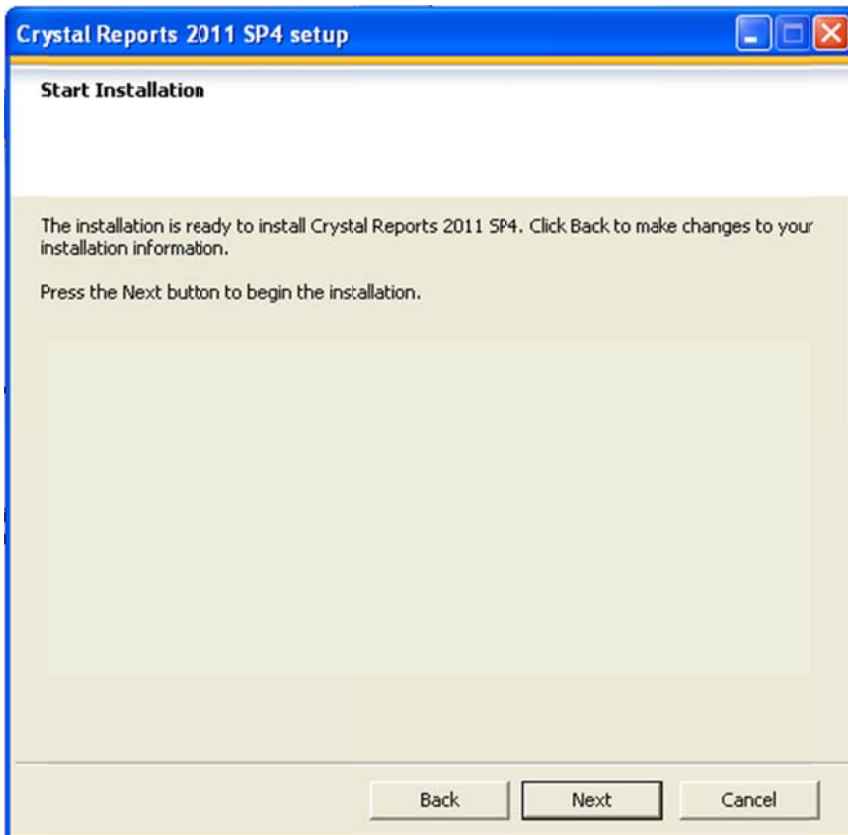 Crystal Reports 2011 SP4 setup
Start Installation
The installation is ready to install Crystal Reports 2011 SP4. Click Back to make changes to your
installation information.
Press the Next button to begin the installation.
Back Next Cancel